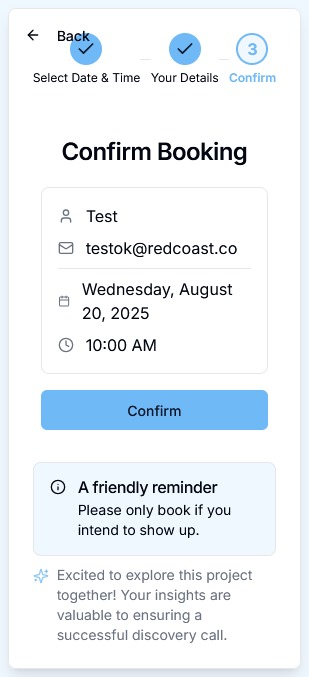 Back
3
Select Date & Time Your Details Confirm
Confirm Booking
Test
testok@redcoast.co
Wednesday, August
20, 2025
10:00 AM
Confirm
A friendly reminder
Please only book if you
intend to show up.
Excited to explore this project
together! Your insights are
valuable to ensuring a
successful discovery call.